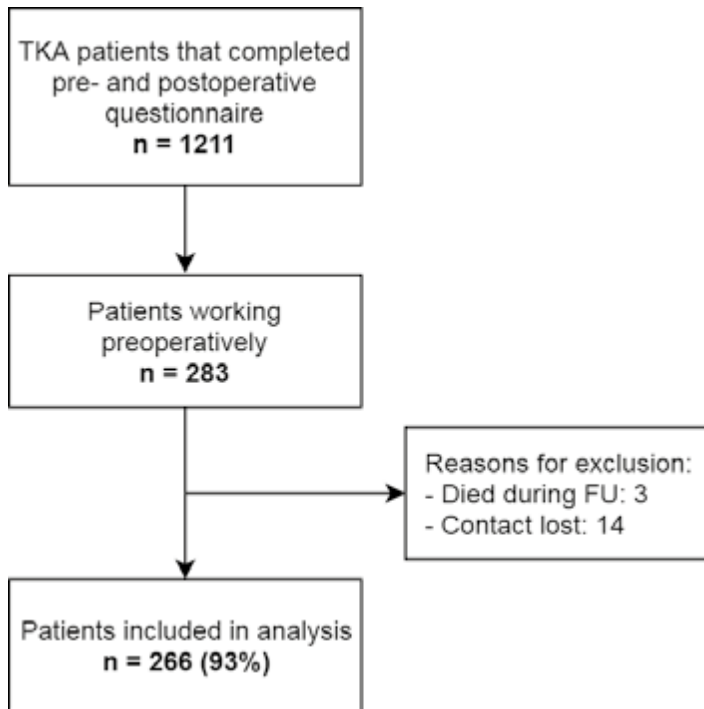 TKA patients that completed
pre- and postoperative
questionnaire
n = 1211
Patients working
preoperatively
n = 283
Reasons for exclusion:
- Died during FU: 3
- Contact lost: 14
Patients included in analysis
n = 266 (93%)